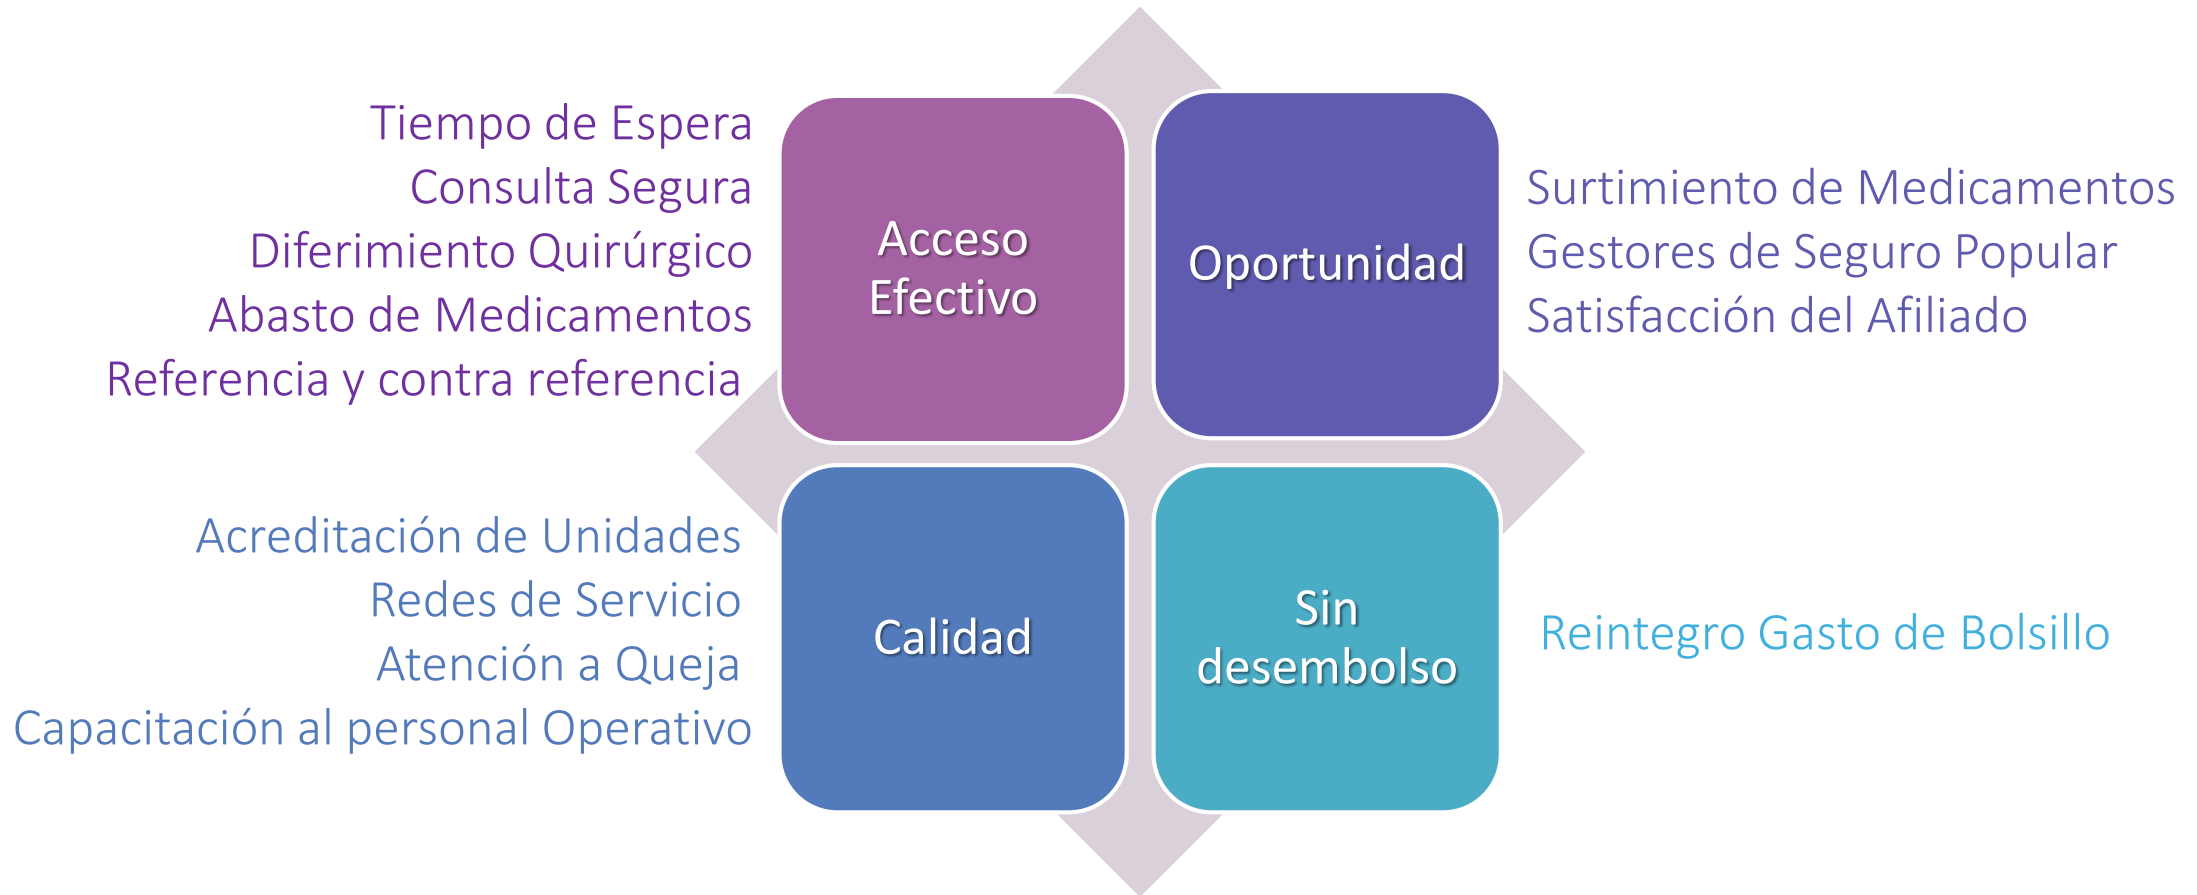 Tiempo de Espera
Consulta Segura
Diferimiento Quirúrgico
Abasto de Medicamentos
Referencia y contra referencia
Acceso
Efectivo
Oportunidad
Surtimiento de Medicamentos
Gestores de Seguro Popular
Satisfacción del Afiliado
Acreditación de Unidades
Redes de Servicio
Atención a Queja
Capacitación al personal Operativo
Calidad
Sin
desembolso
Reintegro Gasto de Bolsillo